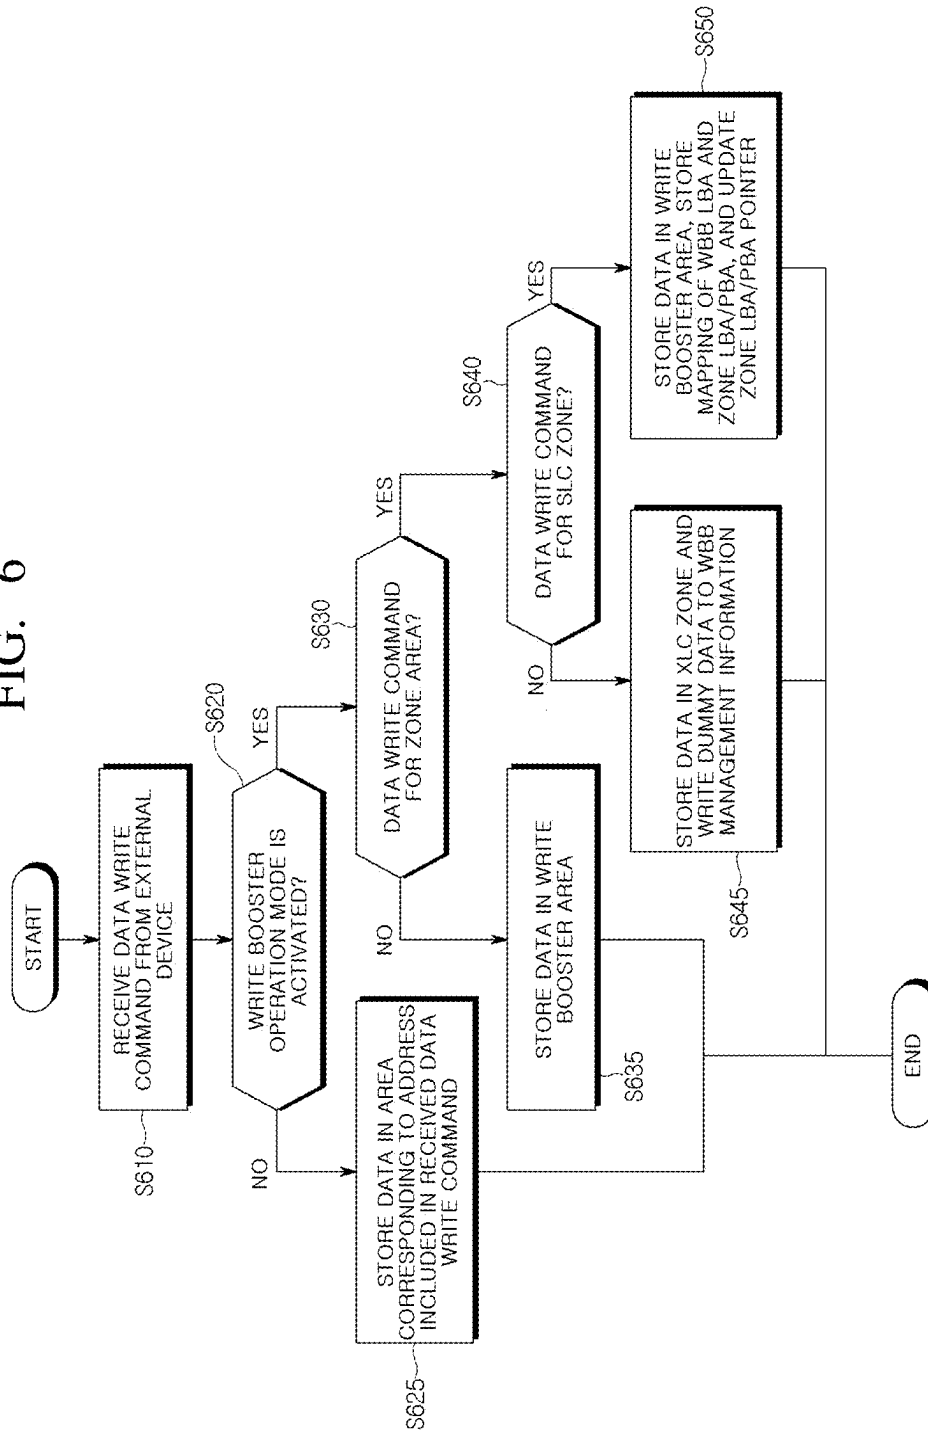 FIG. 6
START
RECEIVE DATA WRITE
COMMAND FROM EXTERNAL
DEVICE
S610
WRITE BOOSTER
OPERATION MODE IS
ACTIVATED?
S620
NO
YES
STORE DATA IN AREA
CORRESPONDING TO ADDRESS
INCLUDED IN RECEIVED DATA
WRITE COMMAND
S625
DATA WRITE COMMAND
FOR ZONE AREA?
S630
NO
YES
STORE DATA IN WRITE
BOOSTER AREA
S635
DATA WRITE COMMAND
FOR SLC ZONE?
S640
NO
YES
STORE DATA IN XLC ZONE AND
WRITE DUMMY DATA TO WBB
MANAGEMENT INFORMATION
S645
STORE DATA IN WRITE
BOOSTER AREA, STORE
MAPPING OF WBB LBA AND
ZONE LBA/PBA, AND UPDATE
ZONE LBA/PBA POINTER
S650
END